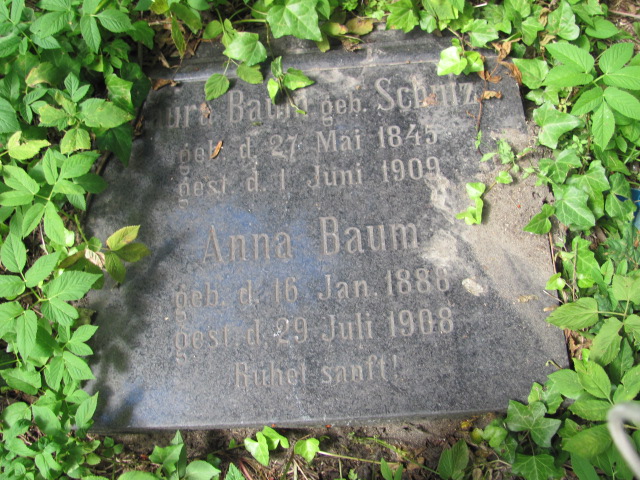 Laura Baum geb. Schulz
geb. d. 27. Mai 1845
gest. d. 1. Juni 1909
Anna Baum
geb. d. 16. Jan. 1886
gest. d. 29. Juli 1908
Ruhet sanft!